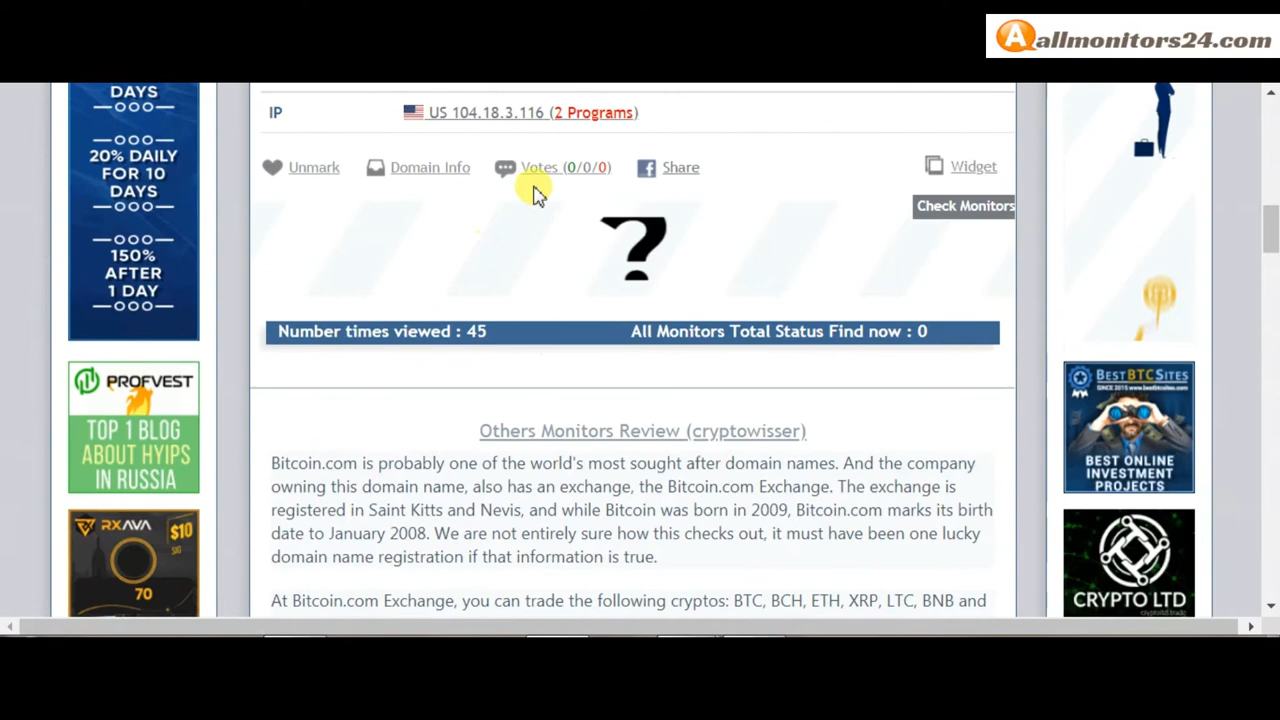 allmonitors24.com
DAYS
20% DAILY
FOR 10
DAYS
150%
AFTER
1 DAY
PROFVEST
TOP 1 BLOG
ABOUT HYIPS
IN RUSSIA
RXAVA
$10
70
IP
US 104.18.3.116 (2 Programs)
Unmark
Domain Info
Votes (0/0/0)
Share
Widget
Check Monitors
?
Number times viewed : 45
All Monitors Total Status Find now : 0
Others Monitors Review (cryptowisser)
Bitcoin.com is probably one of the world's most sought after domain names. And the company
owning this domain name, also has an exchange, the Bitcoin.com Exchange. The exchange is
registered in Saint Kitts and Nevis, and while Bitcoin was born in 2009, Bitcoin.com marks its birth
date to January 2008. We are not entirely sure how this checks out, it must have been one lucky
domain name registration if that information is true.
At Bitcoin.com Exchange, you can trade the following cryptos: BTC, BCH, ETH, XRP, LTC, BNB and
BESTBTCSITES
SINCE 2015 www.bestbtcsites.com
BEST ONLINE
INVESTMENT
PROJECTS
CRYPTO LTD
cryptoltd.trade